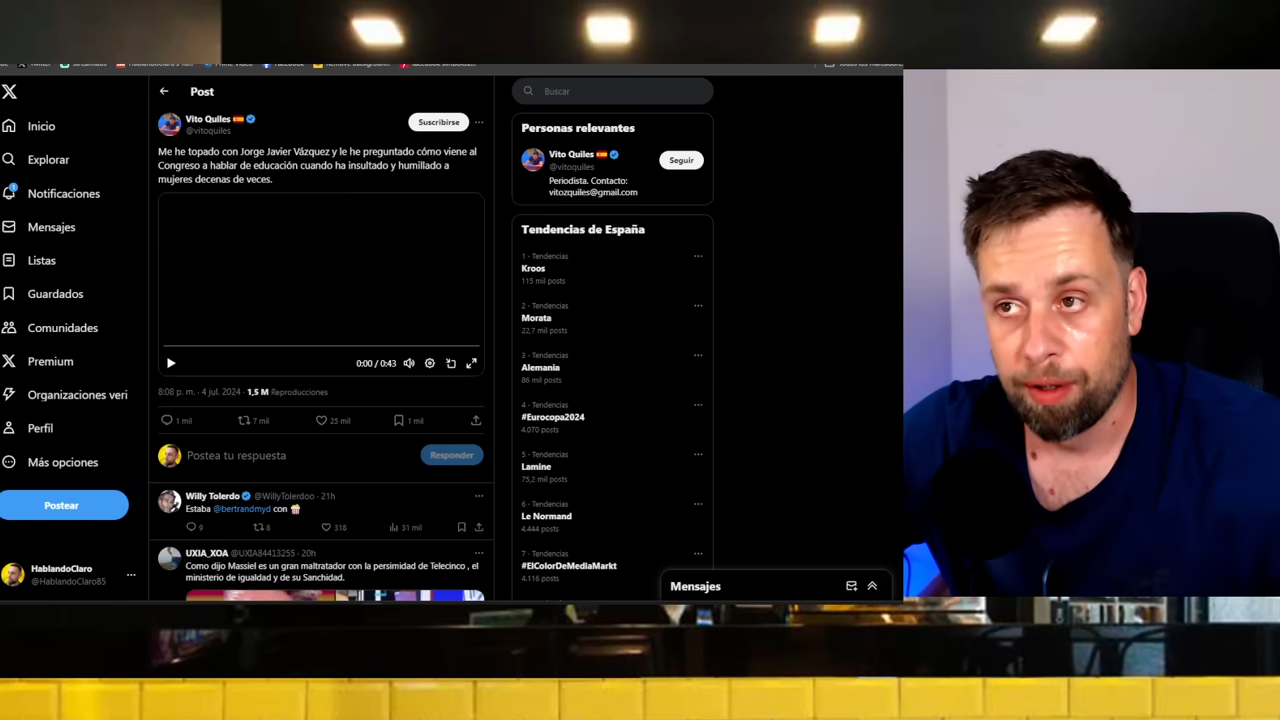 Post
Buscar
Inicio
Explorar
Notificaciones
Mensajes
Listas
Guardados
Comunidades
Premium
Organizaciones veri
Perfil
Más opciones
Postear
HablandoClaro
@HablandoClaro85
Vito Quiles
@vitoquiles
Suscribirse
Me he topado con Jorge Javier Vázquez y le he preguntado cómo viene al
Congreso a hablar de educación cuando ha insultado y humillado a
mujeres decenas de veces.
0:00 / 0:43
8:08 p. m. · 4 jul. 2024 · 1,5 M Reproducciones
1 mil
7 mil
25 mil
1 mil
Postea tu respuesta
Responder
Willy Tolerdo @WillyTolerdoo · 21h
Estaba @bertrandmyd con 🍿
9
8
318
31 mil
UXIA_XOA @UXIA84413255 · 20h
Como dijo Massiel es un gran maltratador con la persimidad de Telecinco , el
ministerio de igualdad y de su Sanchidad.
Personas relevantes
Vito Quiles
@vitoquiles
Seguir
Periodista. Contacto:
vitozquiles@gmail.com
Tendencias de España
1 · Tendencias
Kroos
115 mil posts
2 · Tendencias
Morata
22,7 mil posts
3 · Tendencias
Alemania
86 mil posts
4 · Tendencias
#Eurocopa2024
4.070 posts
5 · Tendencias
Lamine
75,2 mil posts
6 · Tendencias
Le Normand
4.444 posts
7 · Tendencias
#ElColorDeMediaMarkt
4.116 posts
Mensajes